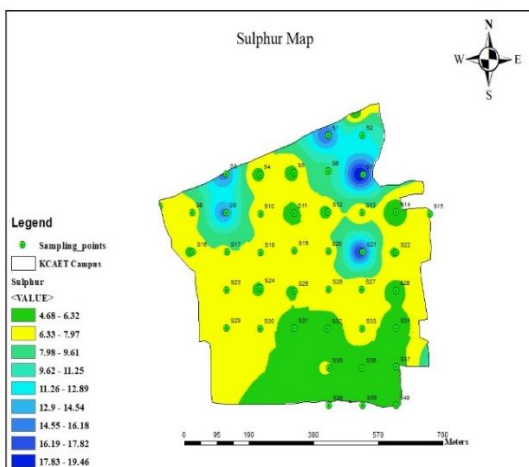 Sulphur Map
N
W E
S
S1 S2
S3 S4 S5 S6 S7
S8 S9 S10 S11 S12 S13 S14 S15
S16 S17 S18 S19 S20 S21 S22
S23 S24 S25 S26 S27 S28
S29 S30 S31 S32 S33 S34
S35 S36 S37
S38 S39 S40
Legend
Sampling_points
KCAET Campus
Sulphur
<VALUE>
4.68 - 6.32
6.33 - 7.97
7.98 - 9.61
9.62 - 11.25
11.26 - 12.89
12.9 - 14.54
14.55 - 16.18
16.19 - 17.82
17.83 - 19.46
0 95 190 380 570 760
Meters